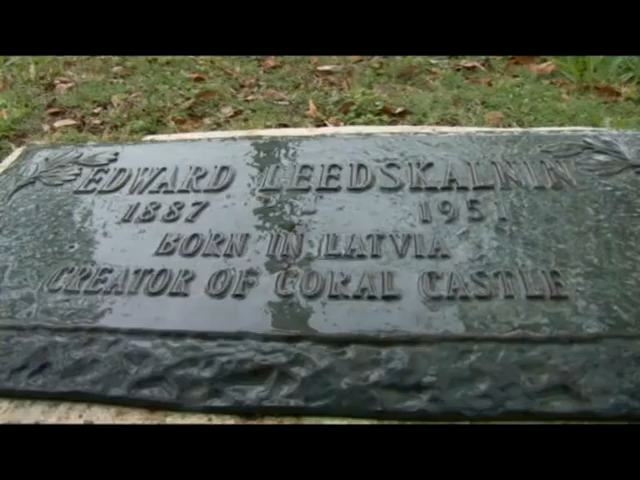 EDWARD LEEDSKALNIN
1887 - 1951
BORN IN LATVIA
CREATOR OF CORAL CASTLE